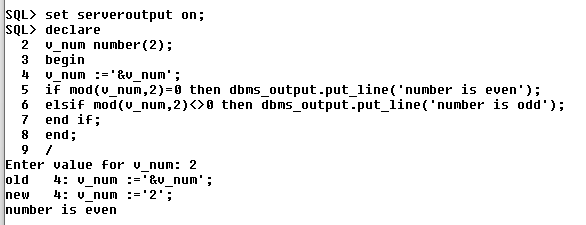 SQL> set serveroutput on;
SQL> declare
  2  v_num number(2);
  3  begin
  4  v_num :='&v_num';
  5  if mod(v_num,2)=0 then dbms_output.put_line('number is even');
  6  elsif mod(v_num,2)<>0 then dbms_output.put_line('number is odd');
  7  end if;
  8  end;
  9  /
Enter value for v_num: 2
old   4: v_num :='&v_num';
new   4: v_num :='2';
number is even